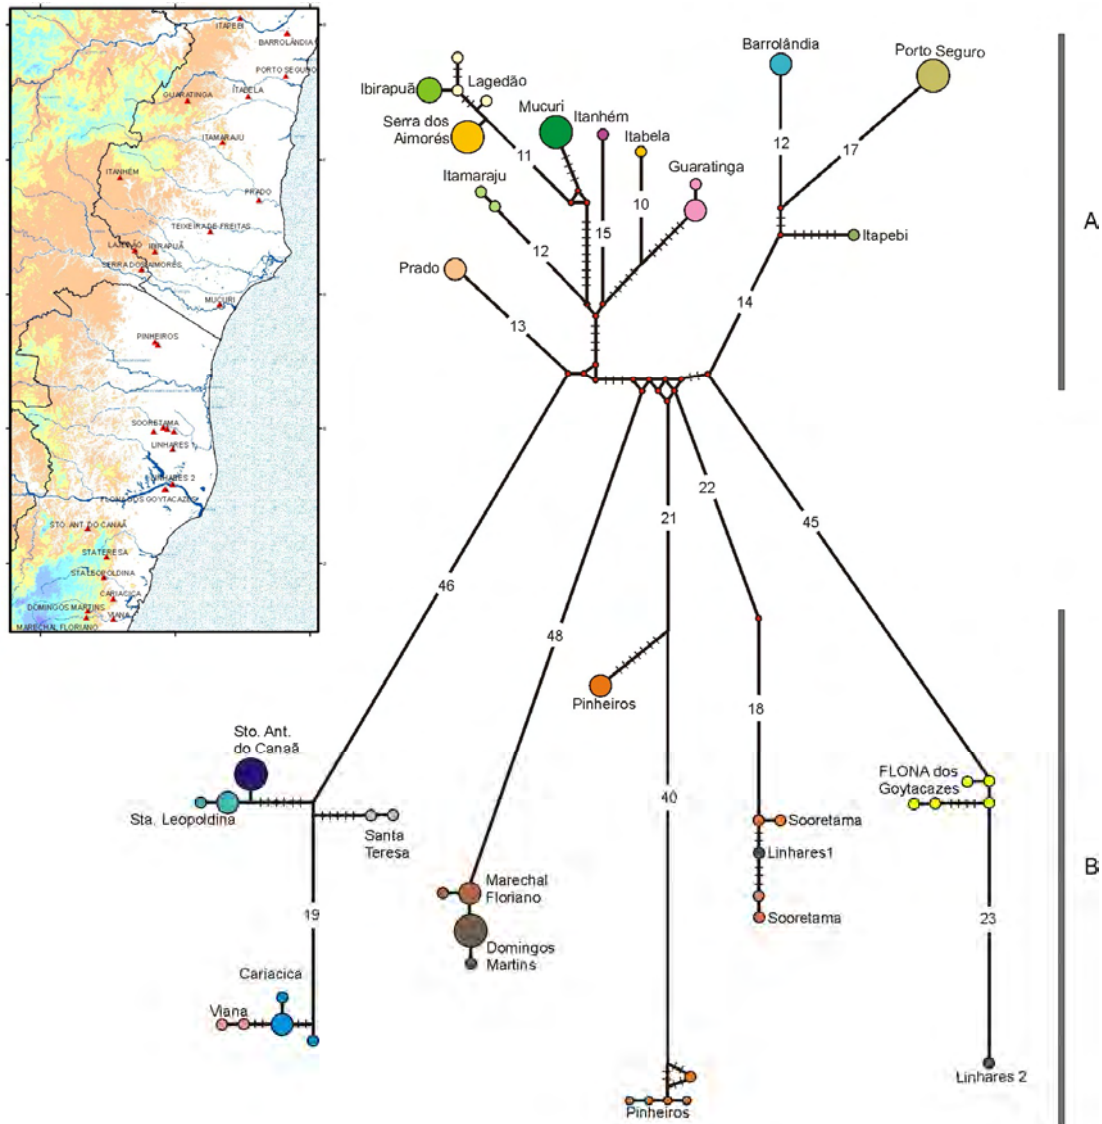 ITAPEBI
BARROLÂNDIA
PORTO SEGURO
ITABELA
GUARATINGA
ITAMARAJU
ITANHÉM
PRADO
TEIXEIRA DE FREITAS
LAJEDÃO
IBIRAPUÃ
SERRA DOS AIMORÉS
MUCURI
PINHEIROS
SOORETAMA
LINHARES 1
LINHARES 2
FLONA DOS GOYTACAZES
STO. ANT. DO CANAÃ
STA TERESA
STA LEOPOLDINA
CARIACICA
DOMINGOS MARTINS
VIANA
MARECHAL FLORIANO
Ibirapuã
Lagedão
Serra dos
Aimorés
Mucuri
Itanhém
Itabela
Guaratinga
Itamaraju
Prado
Barrolândia
Porto Seguro
Itapebi
11
12
13
15
10
12
17
14
A
46
48
21
22
45
40
18
19
23
Pinheiros
Sto. Ant.
do Canaã
Sta. Leopoldina
Santa
Teresa
Cariacica
Viana
Marechal
Floriano
Domingos
Martins
Pinheiros
Sooretama
Linhares1
Sooretama
FLONA dos
Goytacazes
Linhares 2
B